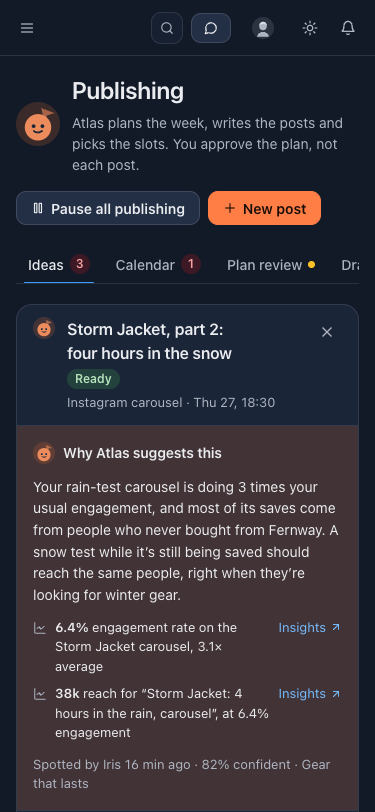 Publishing
Atlas plans the week, writes the posts and
picks the slots. You approve the plan, not
each post.
Pause all publishing
New post
Ideas 3
Calendar 1
Plan review
Dra
Storm Jacket, part 2:
four hours in the snow
Ready
Instagram carousel · Thu 27, 18:30
Why Atlas suggests this
Your rain-test carousel is doing 3 times your
usual engagement, and most of its saves come
from people who never bought from Fernway. A
snow test while it’s still being saved should
reach the same people, right when they’re
looking for winter gear.
6.4% engagement rate on the
Storm Jacket carousel, 3.1×
average
Insights ↗
38k reach for “Storm Jacket: 4
hours in the rain, carousel”, at 6.4%
engagement
Insights ↗
Spotted by Iris 16 min ago · 82% confident · Gear
that lasts